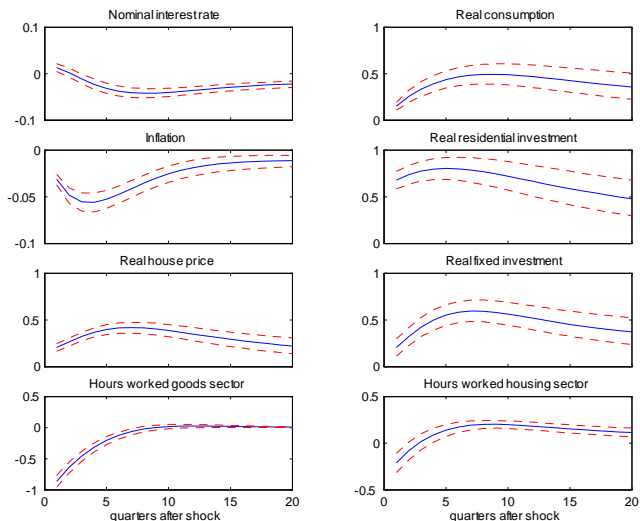 Nominal interest rate
0.1
0
-0.1
Real consumption
1
0.5
0
Inflation
0
-0.05
-0.1
Real residential investment
1
0.5
0
Real house price
1
0.5
0
Real fixed investment
1
0.5
0
Hours worked goods sector
0.5
0
-0.5
-1
0 5 10 15 20
quarters after shock
Hours worked housing sector
0.5
0
-0.5
0 5 10 15 20
quarters after shock